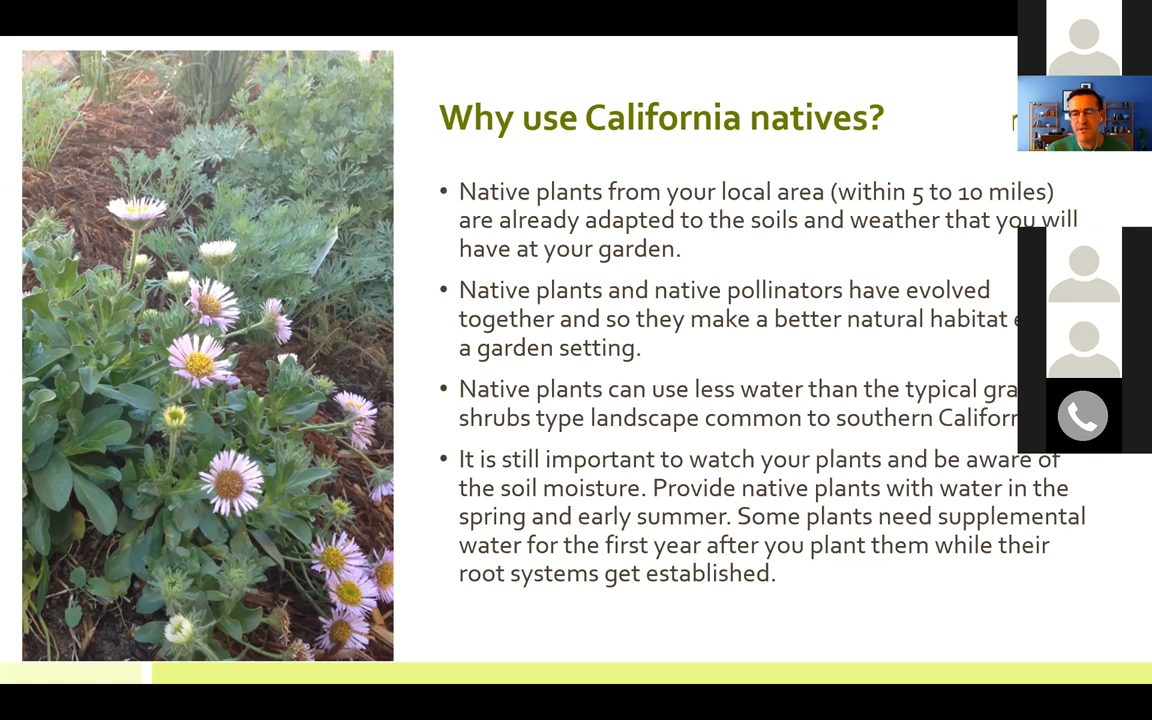 Why use California natives?
• Native plants from your local area (within 5 to 10 miles)
are already adapted to the soils and weather that you will
have at your garden.
• Native plants and native pollinators have evolved
together and so they make a better natural habitat
a garden setting.
• Native plants can use less water than the typical
shrubs type landscape common to southern
• It is still important to watch your plants and be aware of
the soil moisture. Provide native plants with water in the
spring and early summer. Some plants need supplemental
water for the first year after you plant them while their
root systems get established.